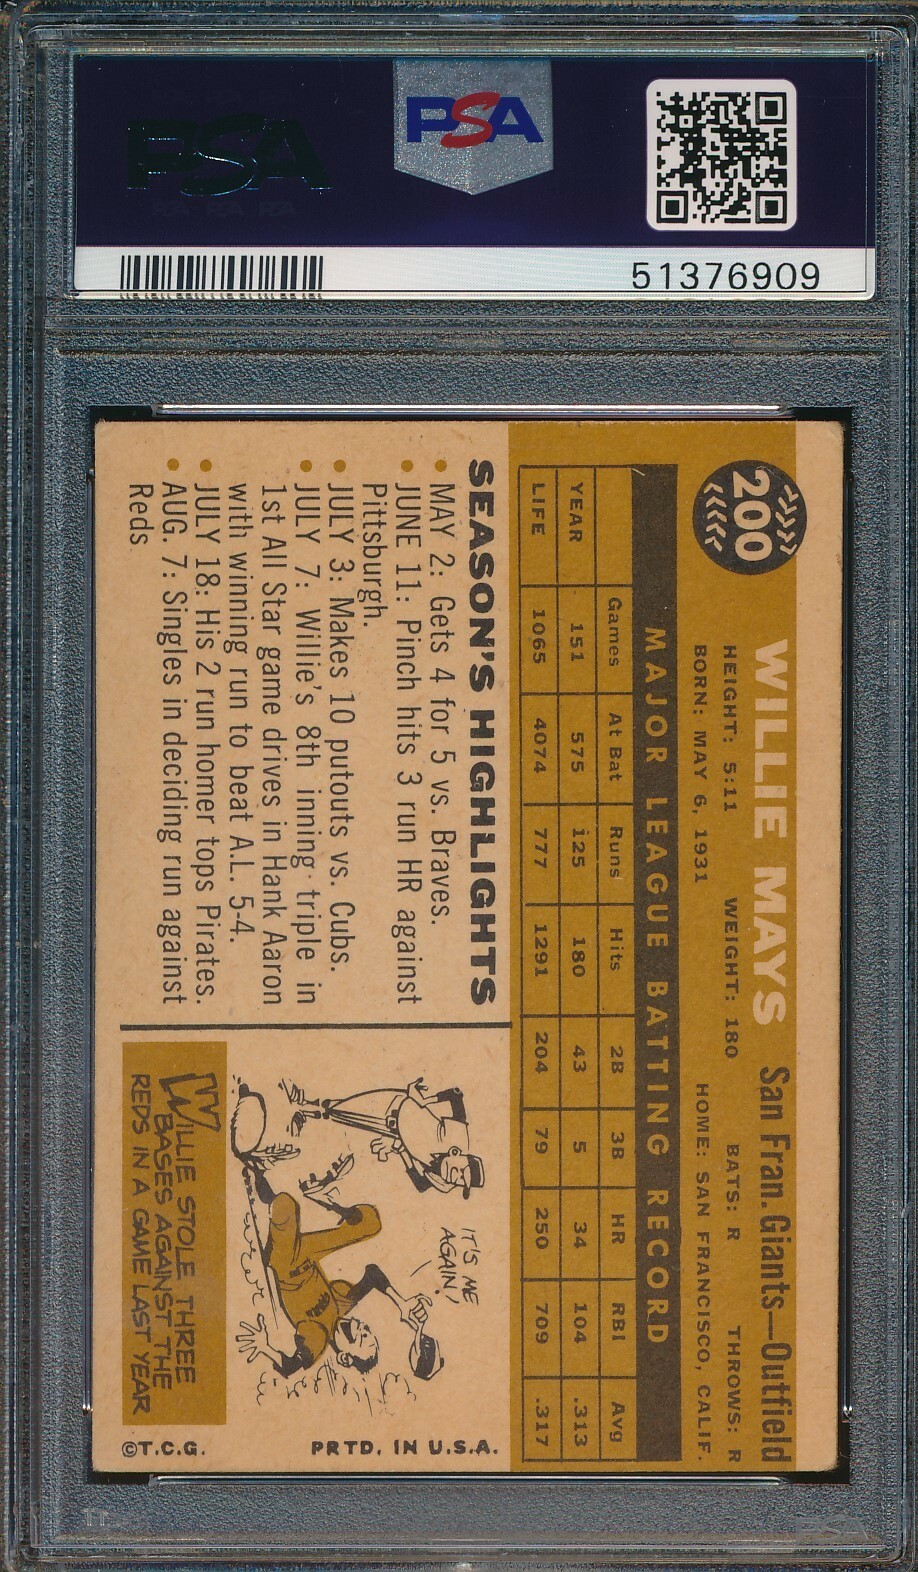 PSA
PSA
PSA PSA PSA
51376909
200
WILLIE MAYS San Fran. Giants—Outfield
HEIGHT: 5:11 WEIGHT: 180 BATS: R THROWS: R
BORN: MAY 6, 1931 HOME: SAN FRANCISCO, CALIF.
MAJOR LEAGUE BATTING RECORD
Games At Bat Runs Hits 2B 3B HR RBI Avg
YEAR 151 575 125 180 43 5 34 104 .313
LIFE 1065 4074 777 1291 204 79 250 709 .317
SEASON'S HIGHLIGHTS
• MAY 2: Gets 4 for 5 vs. Braves.
• JUNE 11: Pinch hits 3 run HR against
Pittsburgh.
• JULY 3: Makes 10 putouts vs. Cubs.
• JULY 7: Willie's 8th inning triple in
1st All Star game drives in Hank Aaron
with winning run to beat A.L. 5-4.
• JULY 18: His 2 run homer tops Pirates.
• AUG. 7: Singles in deciding run against
Reds.
IT'S ME
AGAIN!
WILLIE STOLE THREE
BASES AGAINST THE
REDS IN A GAME LAST YEAR
©T.C.G. PRTD. IN U.S.A.
PSA